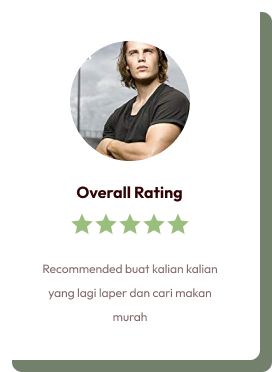 Overall Rating
Recommended buat kalian kalian
yang lagi laper dan cari makan
murah